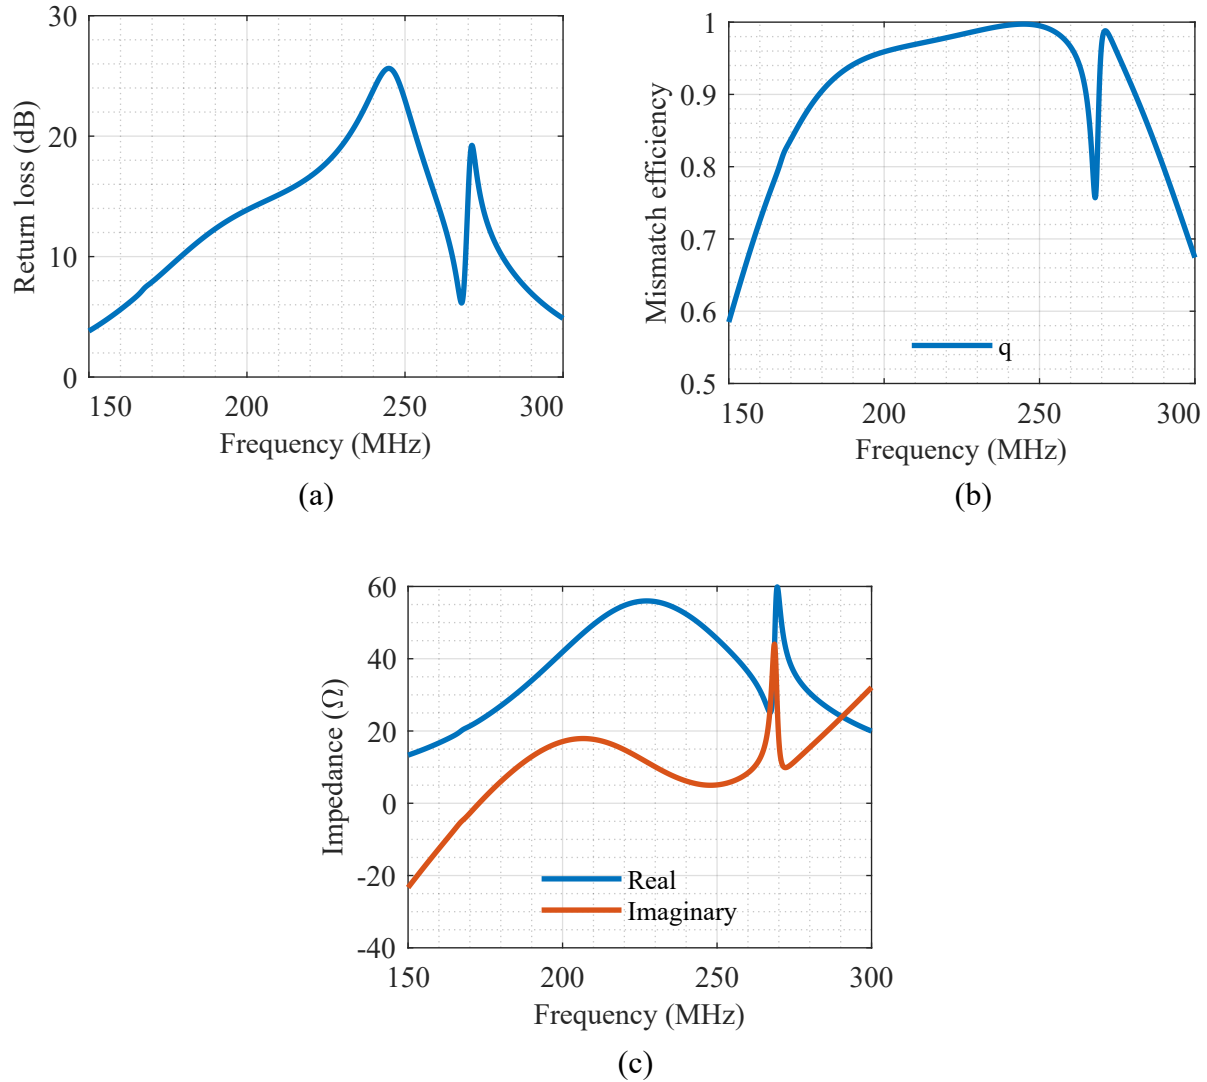 30
20
10
0
Return loss (dB)
150 200 250 300
Frequency (MHz)
(a)
1
0.9
0.8
0.7
0.6
0.5
Mismatch efficiency
q
150 200 250 300
Frequency (MHz)
(b)
60
40
20
0
-20
-40
Impedance (Ω)
Real
Imaginary
150 200 250 300
Frequency (MHz)
(c)